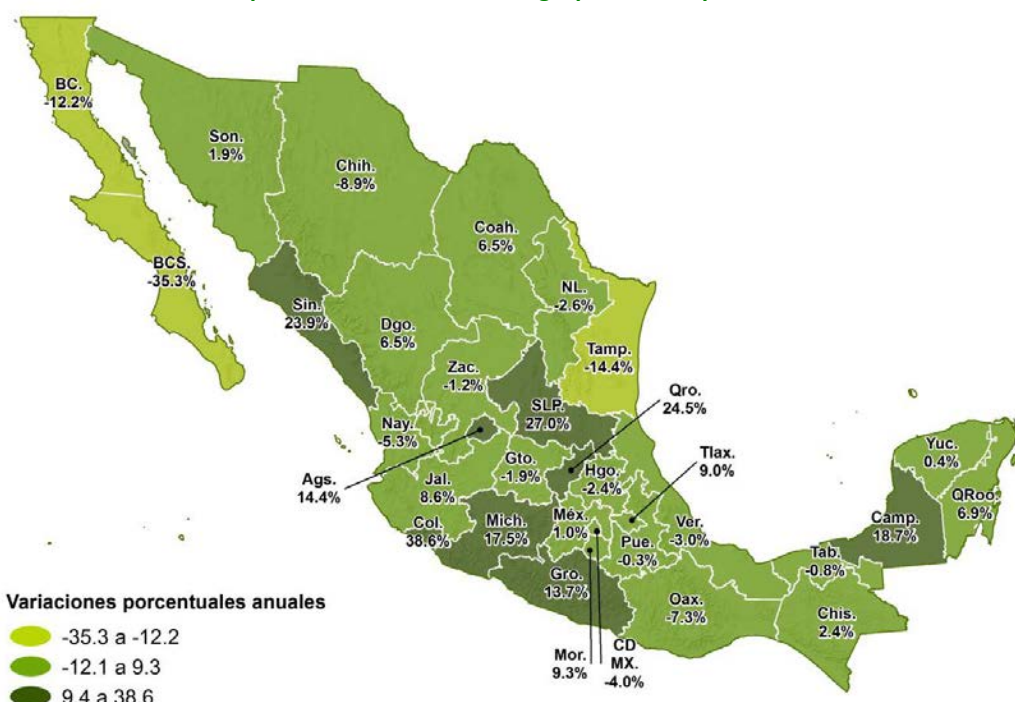 BC.
-12.2%
Son.
1.9%
Chih.
-8.9%
Coah.
6.5%
BCS.
-35.3%
NL.
-2.6%
Sin.
23.9%
Dgo.
6.5%
Tamp.
-14.4%
Zac.
-1.2%
Qro.
24.5%
SLP.
27.0%
Nay.
-5.3%
Tlax.
9.0%
Yuc.
0.4%
Ags.
14.4%
Gto.
-1.9%
Hgo.
-2.4%
Jal.
8.6%
QRoo.
6.9%
Col.
38.6%
Mich.
17.5%
Méx.
1.0%
Pue.
-0.3%
Ver.
-3.0%
Camp.
18.7%
Tab.
-0.8%
Gro.
13.7%
Oax.
-7.3%
Chis.
2.4%
Mor.
9.3%
CD
MX.
-4.0%
Variaciones porcentuales anuales
-35.3 a -12.2
-12.1 a 9.3
9.4 a 38.6